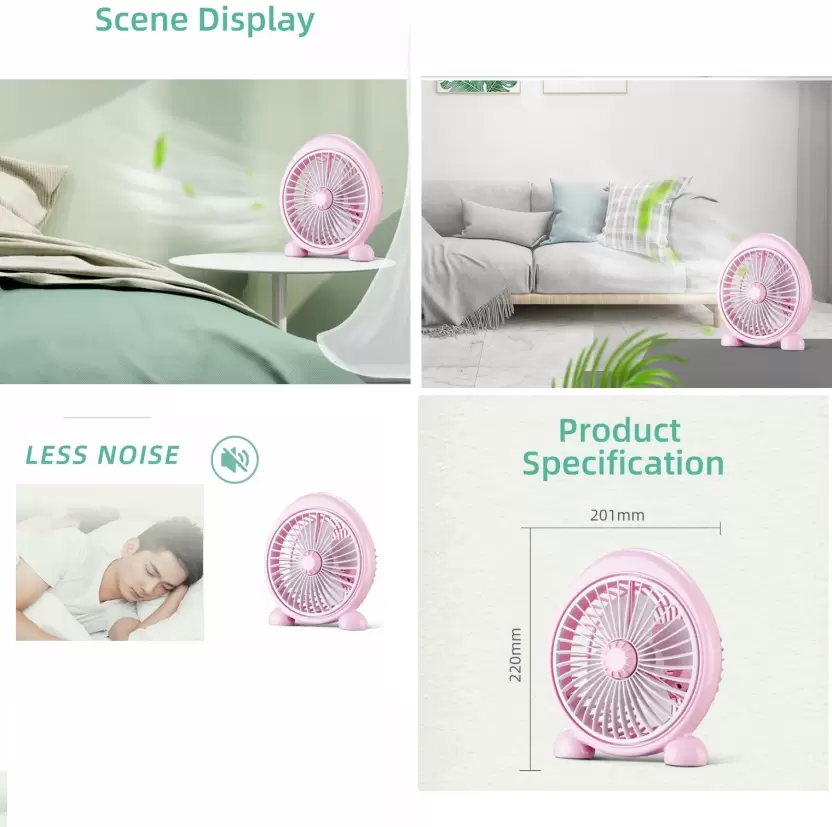 Scene Display
LESS NOISE
Product
Specification
201mm
220mm